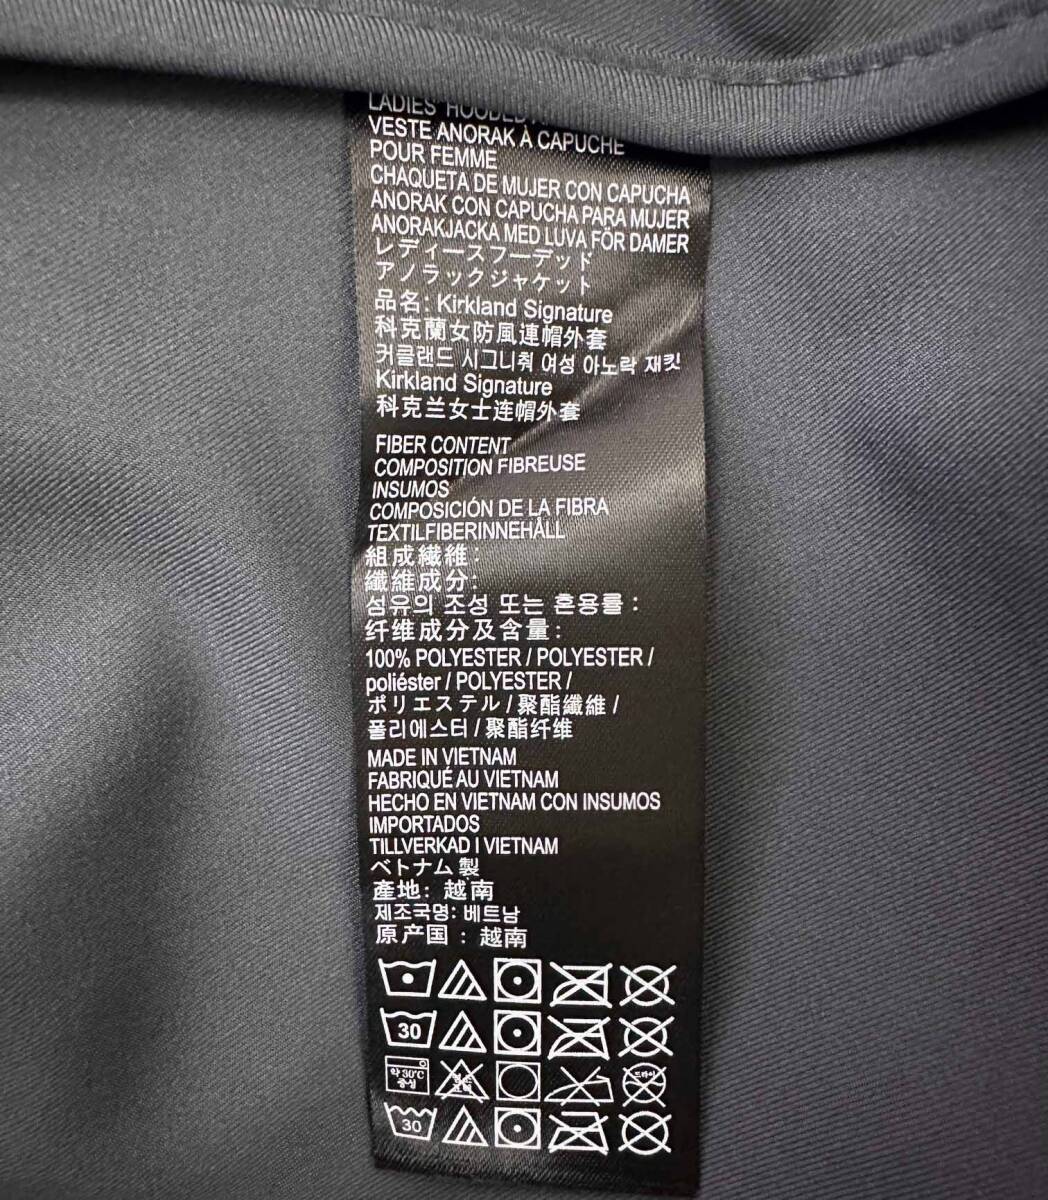 LADIES' HOODED
VESTE ANORAK À CAPUCHE
POUR FEMME
CHAQUETA DE MUJER CON CAPUCHA
ANORAK CON CAPUCHA PARA MUJER
ANORAKJACKA MED LUVA FÖR DAMER
レディースフーデッド
アノラックジャケット
品名: Kirkland Signature
科克蘭女防風連帽外套
커클랜드 시그니춰 여성 아노락 재킷
Kirkland Signature
科克兰女士连帽外套
FIBER CONTENT
COMPOSITION FIBREUSE
INSUMOS
COMPOSICIÓN DE LA FIBRA
TEXTILFIBERINNEHÅLL
組成繊維:
纖維成分:
섬유의 조성 또는 혼용률:
纤维成分及含量:
100% POLYESTER / POLYESTER /
poliéster / POLYESTER /
ポリエステル / 聚酯纖維 /
폴리에스터 / 聚酯纤维
MADE IN VIETNAM
FABRIQUÉ AU VIETNAM
HECHO EN VIETNAM CON INSUMOS
IMPORTADOS
TILLVERKAD I VIETNAM
ベトナム製
產地: 越南
제조국명: 베트남
原产国: 越南
30
약 30℃
중성
드라이
30